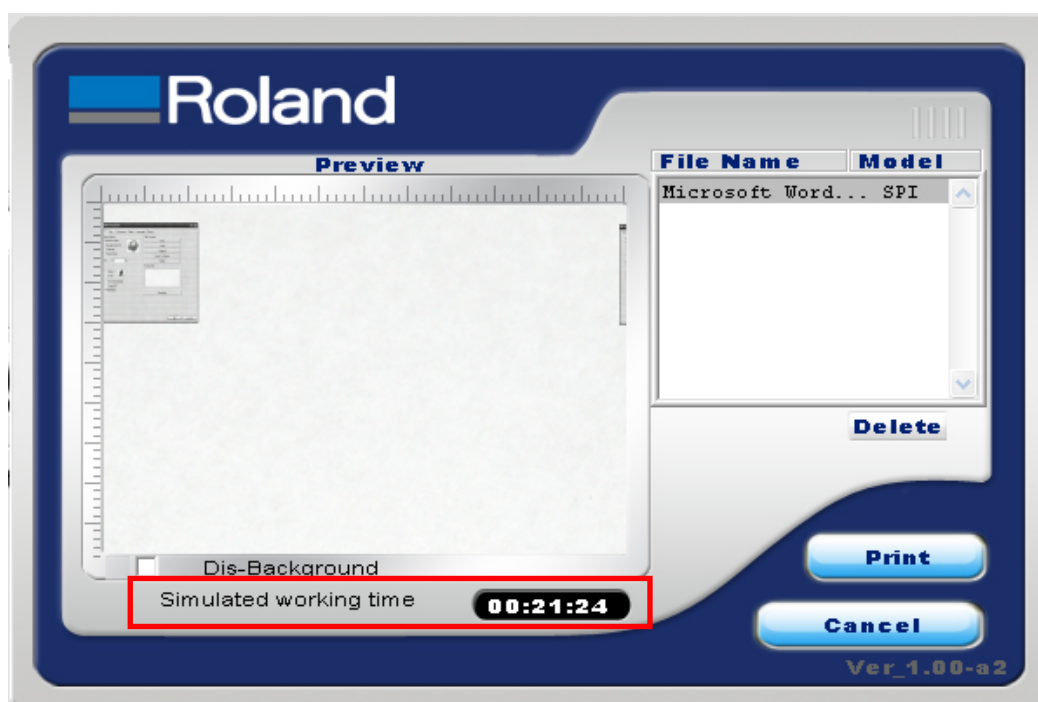 Roland
Preview
File Name Model
Microsoft Word... SPI
Delete
Dis-Background
Simulated working time 00:21:24
Print
Cancel
Ver_1.00-a2